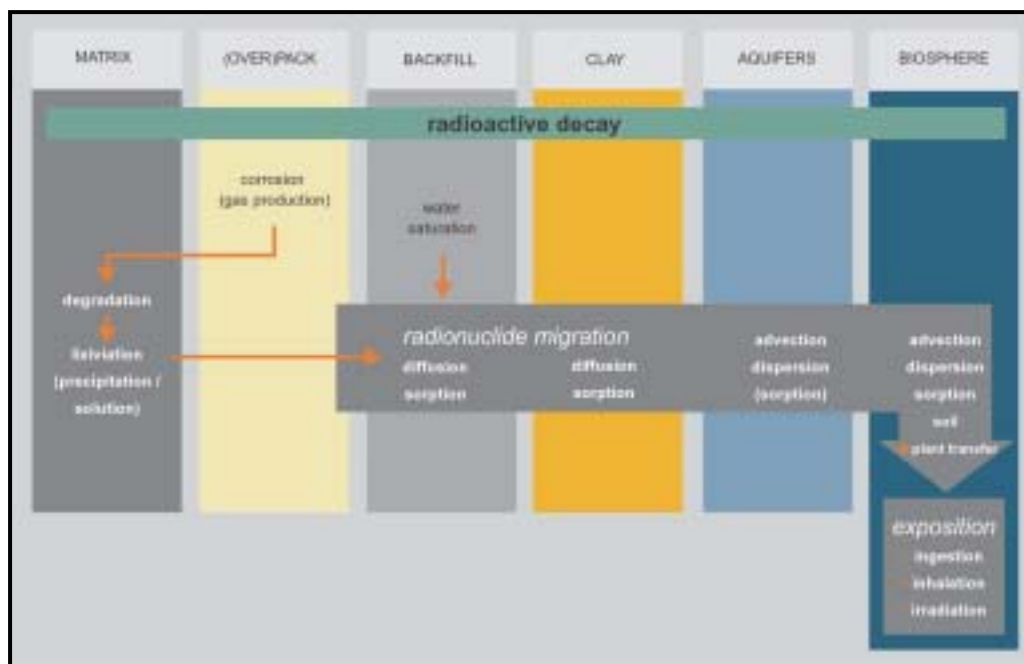 MATRIX
(OVER)PACK
BACKFILL
CLAY
AQUIFERS
BIOSPHERE
radioactive decay
corrosion
(gas production)
water
saturation
degradation
lixiviation
(precipitation /
solution)
radionuclide migration
diffusion
sorption
diffusion
sorption
advection
dispersion
(sorption)
advection
dispersion
sorption
soil
plant transfer
exposition
ingestion
inhalation
irradiation